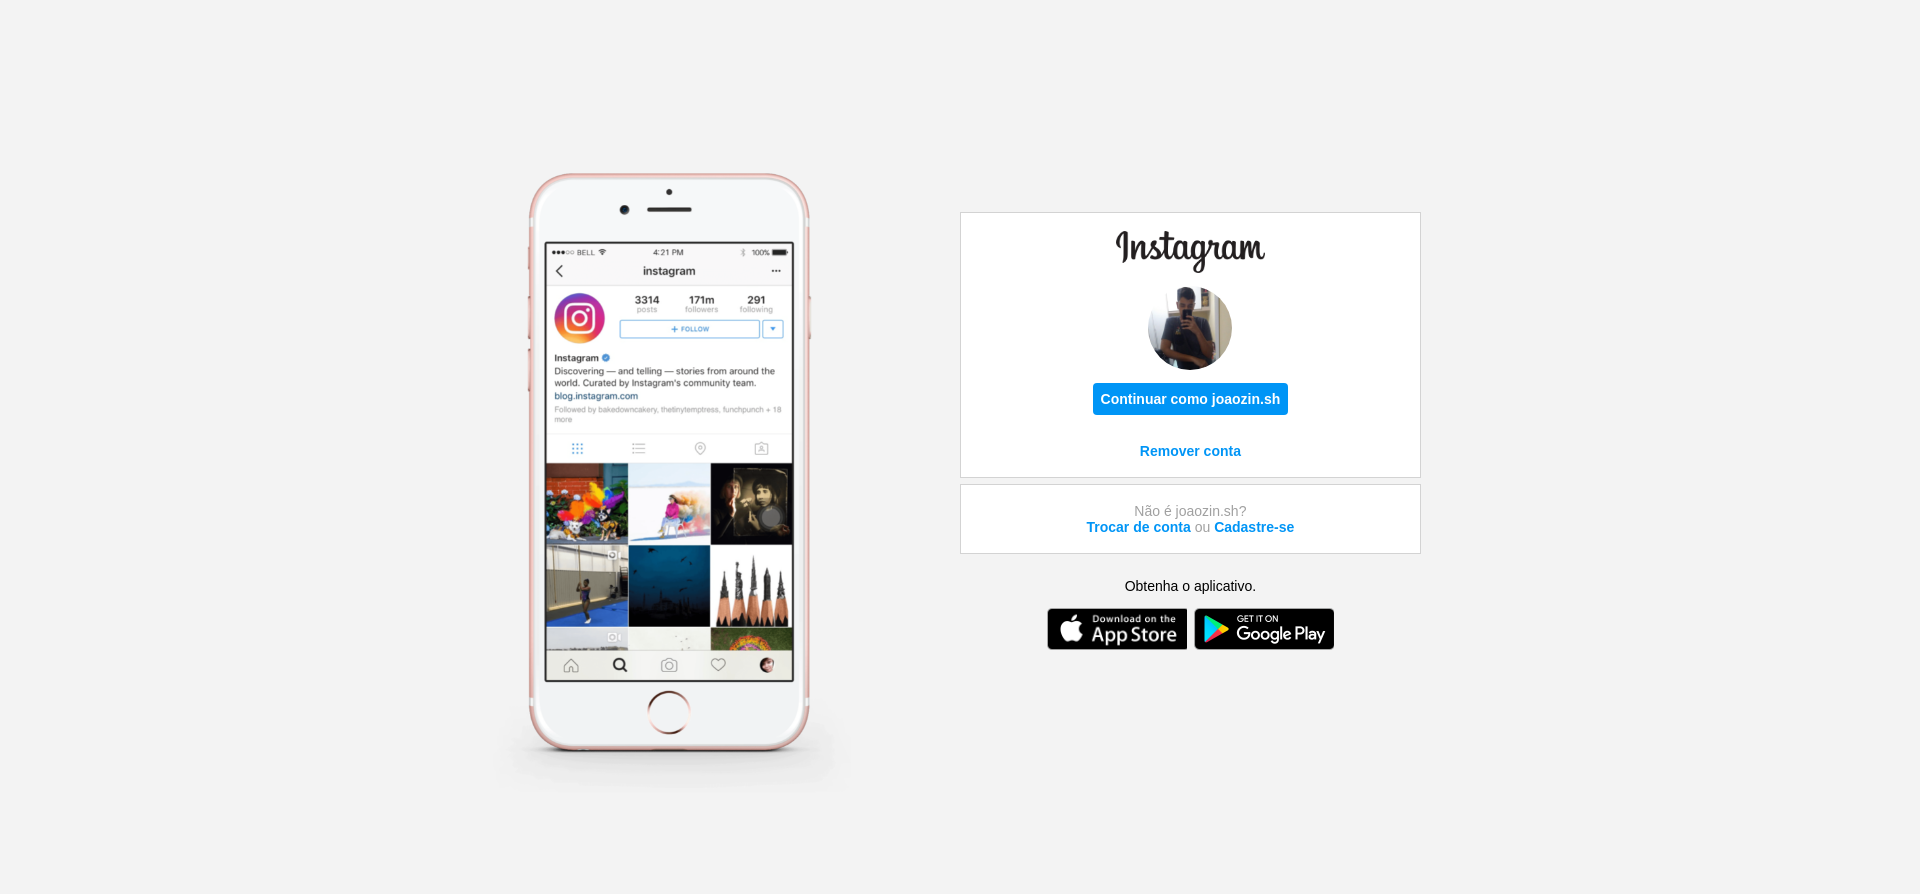 BELL
4:21 PM
100%
instagram
3314
171m
291
posts
followers
following
+ FOLLOW
Instagram
Discovering — and telling — stories from around the
world. Curated by Instagram's community team.
blog.instagram.com
Followed by bakedowncakery, thetinytemptress, funchpunch + 18
more
Instagram
Continuar como joaozin.sh
Remover conta
Não é joaozin.sh?
Trocar de conta ou Cadastre-se
Obtenha o aplicativo.
Download on the
App Store
GET IT ON
Google Play